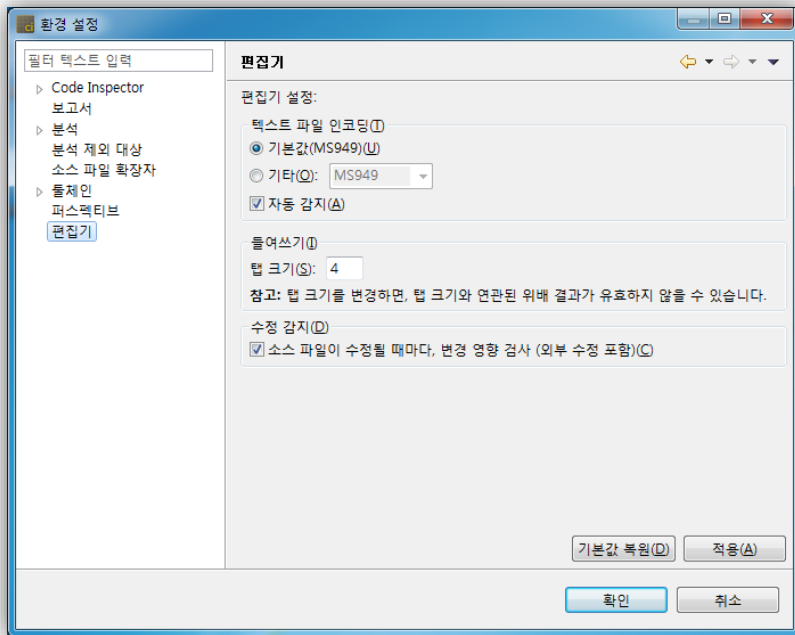 ci 환경 설정
필터 텍스트 입력
Code Inspector
보고서
분석
분석 제외 대상
소스 파일 확장자
툴체인
퍼스펙티브
편집기
편집기
편집기 설정:
텍스트 파일 인코딩(T)
기본값(MS949)(U)
기타(O): MS949
자동 감지(A)
들여쓰기(I)
탭 크기(S): 4
참고: 탭 크기를 변경하면, 탭 크기와 연관된 위배 결과가 유효하지 않을 수 있습니다.
수정 감지(D)
소스 파일이 수정될 때마다, 변경 영향 검사 (외부 수정 포함)(C)
기본값 복원(D) 적용(A)
확인 취소